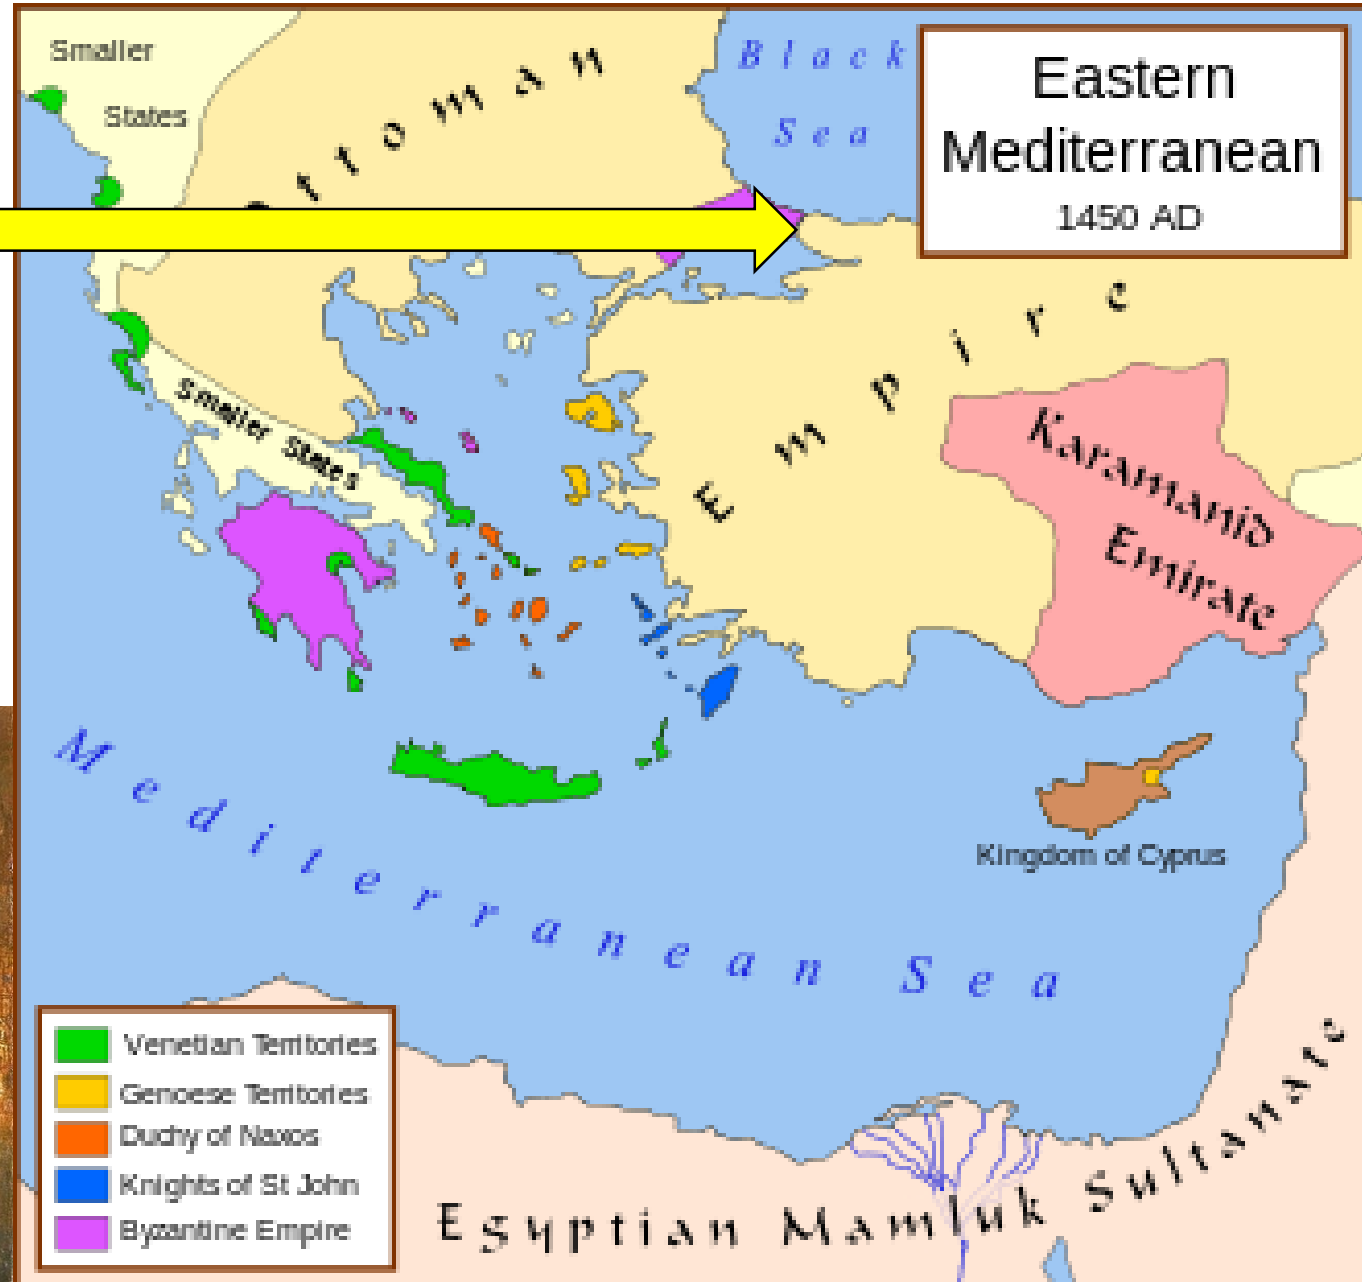 Smaller
States
ttoman
Black
Sea
Eastern
Mediterranean
1450 AD
Empire
Smaller States
Karamanid
Emirate
Mediterranean Sea
Kingdom of Cyprus
Venetian Territories
Genoese Territories
Duchy of Naxos
Knights of St John
Byzantine Empire
Egyptian Mamluk Sultanate